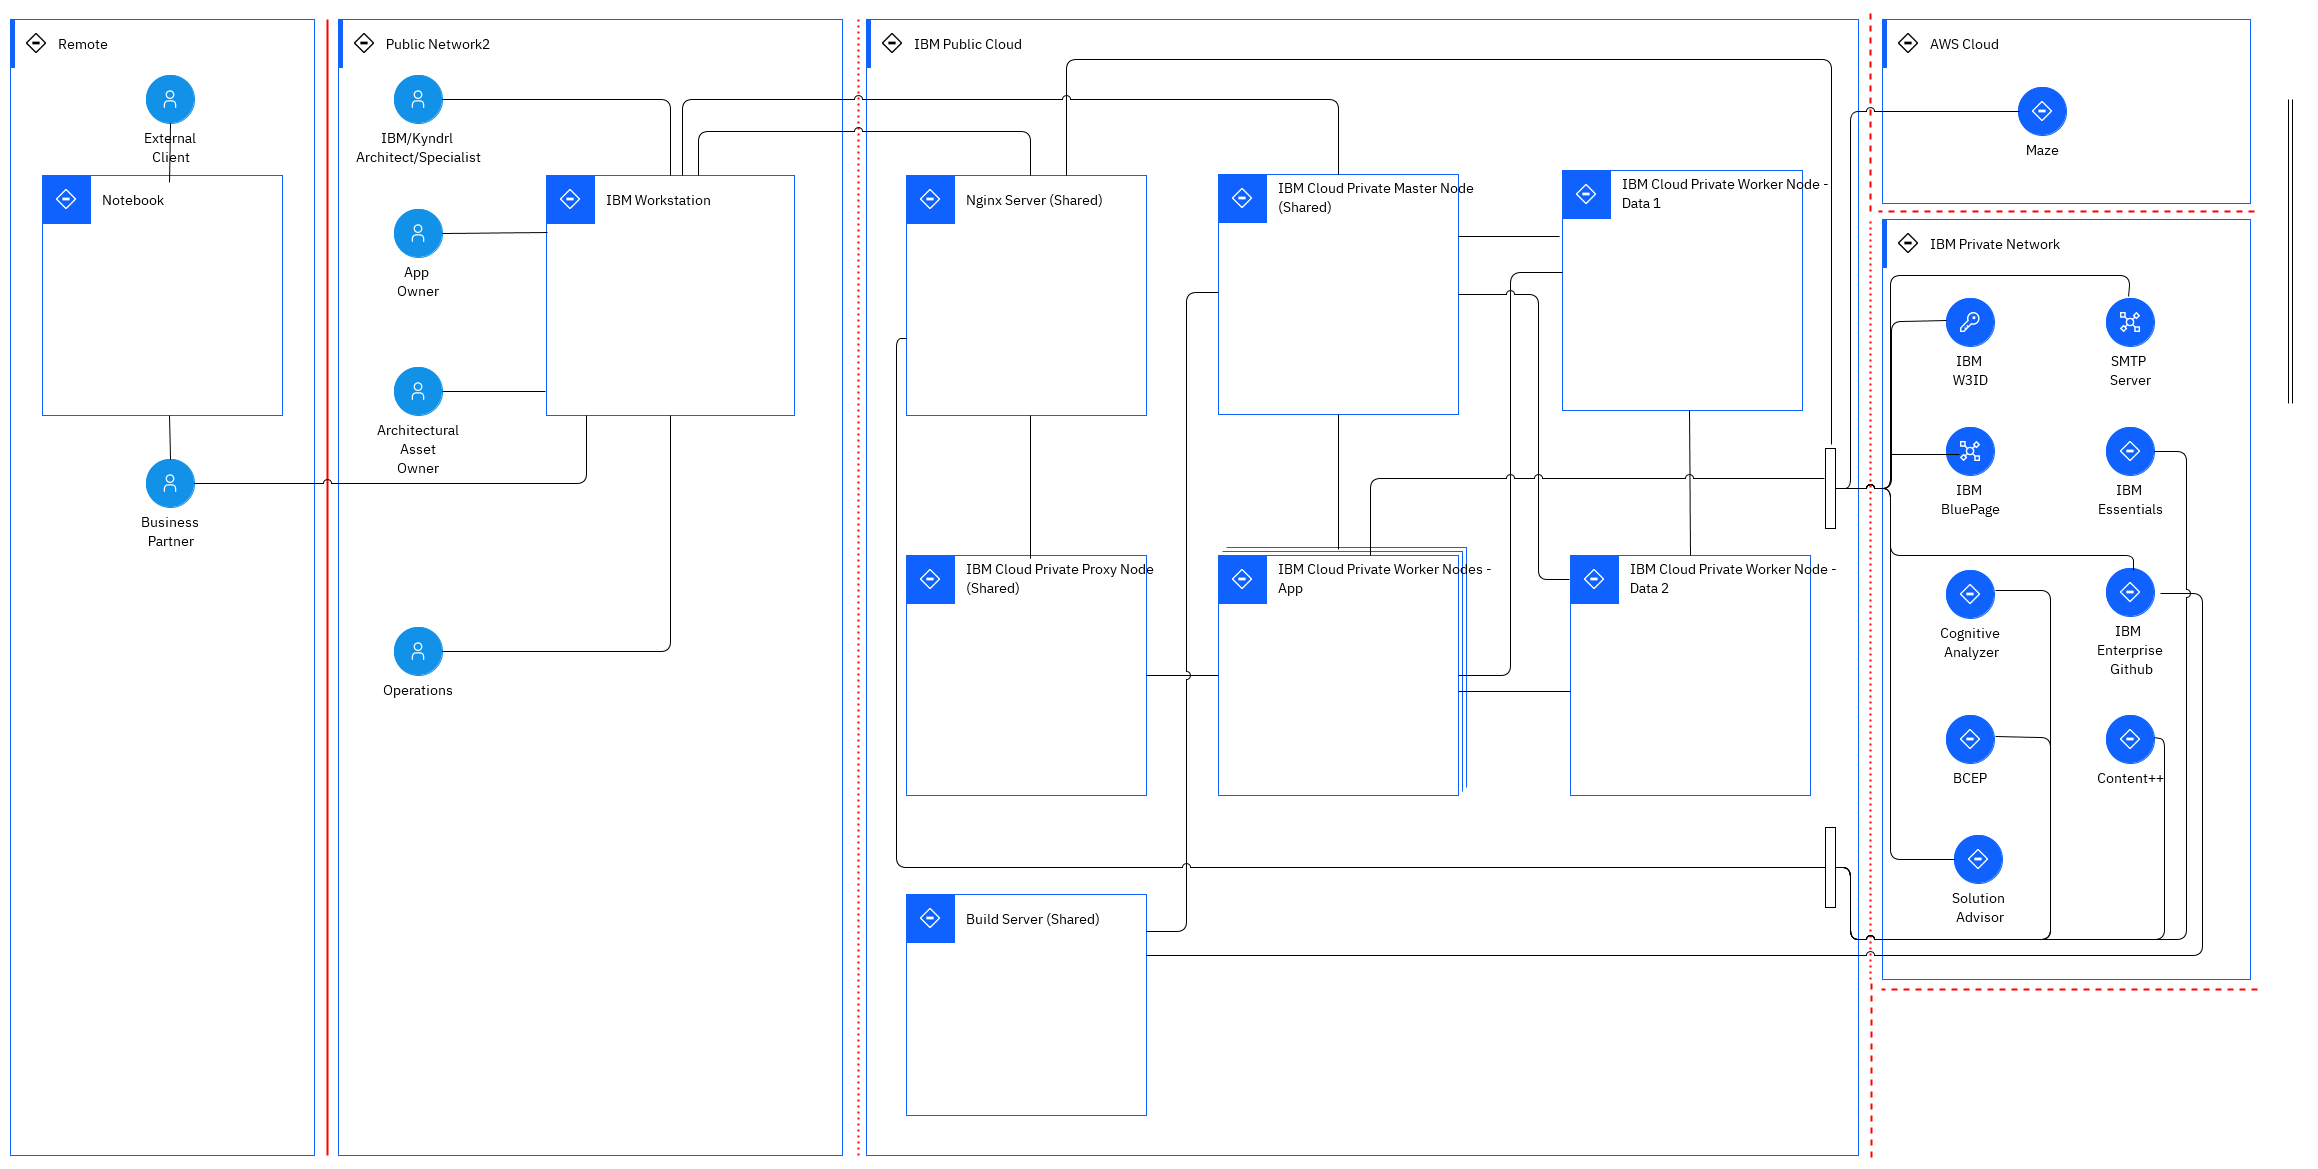 Remote
External
Client
Notebook
Business
Partner
Public Network2
IBM/Kyndrl
Architect/Specialist
App
Owner
Architectural
Asset
Owner
Operations
IBM Workstation
IBM Public Cloud
Nginx Server (Shared)
IBM Cloud Private Master Node
(Shared)
IBM Cloud Private Worker Node -
Data 1
IBM Cloud Private Proxy Node
(Shared)
IBM Cloud Private Worker Nodes -
App
IBM Cloud Private Worker Node -
Data 2
Build Server (Shared)
AWS Cloud
Maze
IBM Private Network
IBM
W3ID
SMTP
Server
IBM
BluePage
IBM
Essentials
Cognitive
Analyzer
IBM
Enterprise
Github
BCEP
Content++
Solution
Advisor